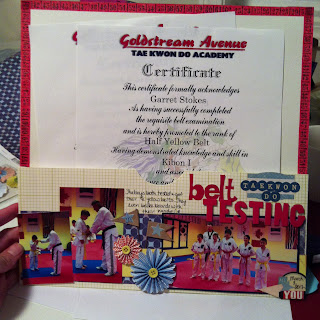 Goldstream Avenue
TAE KWON DO ACADEMY
Certificate
This certificate formally acknowledges
Garret Stokes
As having successfully completed
the requisite belt examination
and is hereby promoted to the rank of
Half Yellow Belt
Having demonstrated knowledge and skill in
Kibon I
and
belt
TAEKWON
DO
TESTING
YOU